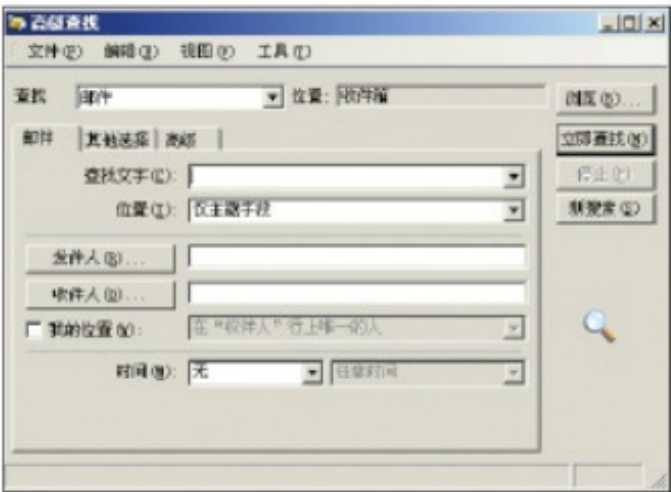 高级查找
文件(F) 编辑(E) 视图(V) 工具(T)
查找 邮件 位置: 收件箱 浏览(B)...
邮件 其他选择 高级 立即查找(N)
查找文字(C): 停止(P)
位置(I): 仅主题字段 新搜索(S)
发件人(R)...
收件人(O)...
我的位置(W): 在“收件人”行上唯一的人
时间(M): 无 任意时间